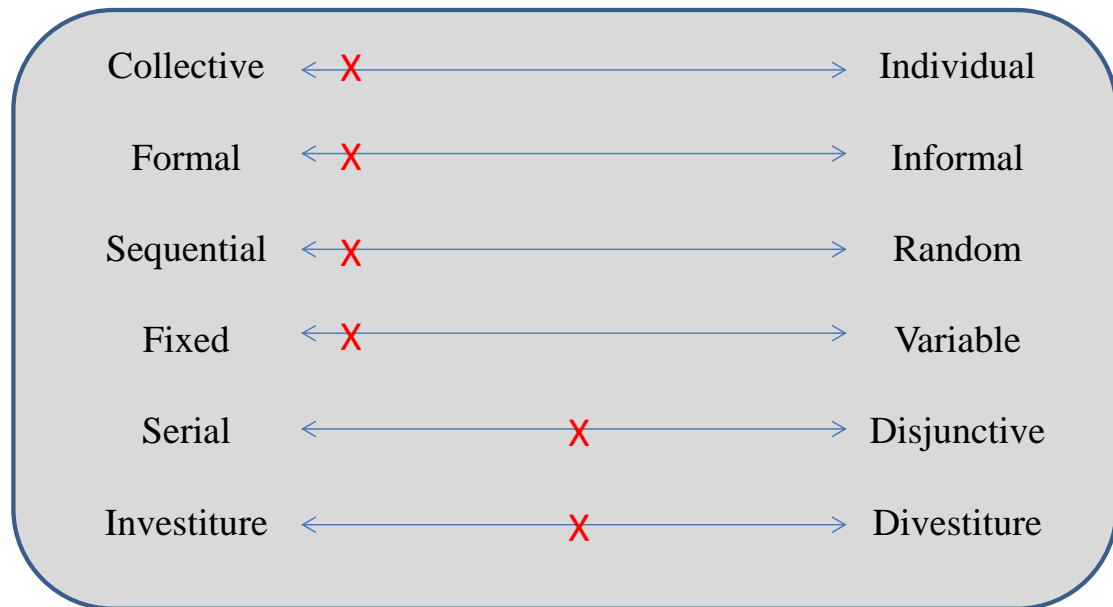 Collective X Individual
Formal X Informal
Sequential X Random
Fixed X Variable
Serial X Disjunctive
Investiture X Divestiture